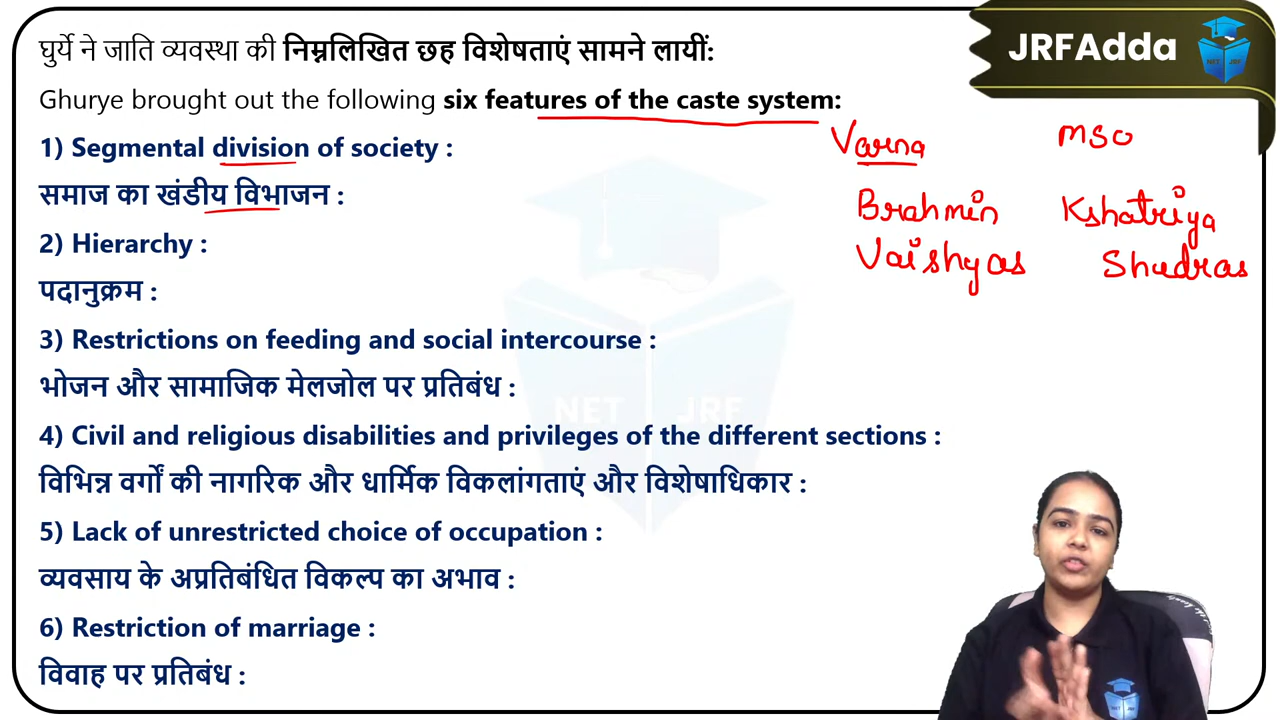 घुर्ये ने जाति व्यवस्था की निम्नलिखित छह विशेषताएं सामने लायीं:
JRFAdda
NET JRF
Ghurye brought out the following six features of the caste system:
1) Segmental division of society :
Varna MSO
समाज का खंडीय विभाजन :
Brahmin Kshatriya
2) Hierarchy :
Vaishyas Shudras
पदानुक्रम :
3) Restrictions on feeding and social intercourse :
भोजन और सामाजिक मेलजोल पर प्रतिबंध :
NET JRF
4) Civil and religious disabilities and privileges of the different sections :
विभिन्न वर्गों की नागरिक और धार्मिक विकलांगताएं और विशेषाधिकार :
5) Lack of unrestricted choice of occupation :
व्यवसाय के अप्रतिबंधित विकल्प का अभाव :
6) Restriction of marriage :
विवाह पर प्रतिबंध :